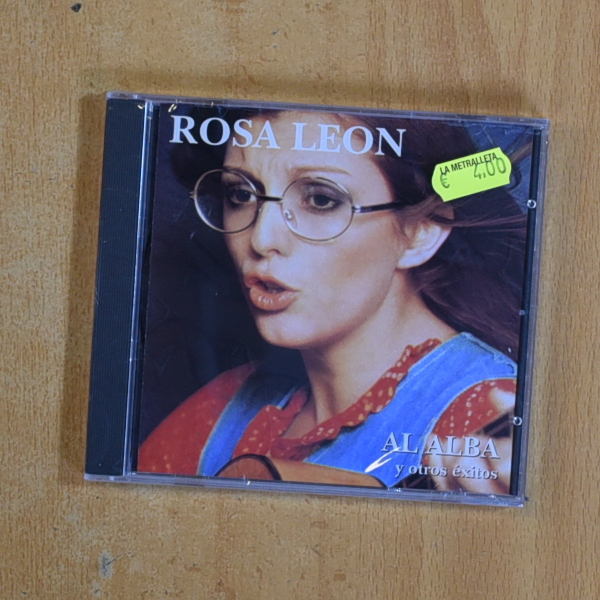 ROSA LEON
LA METRALLETA
€ 4.00
AL ALBA
y otros éxitos